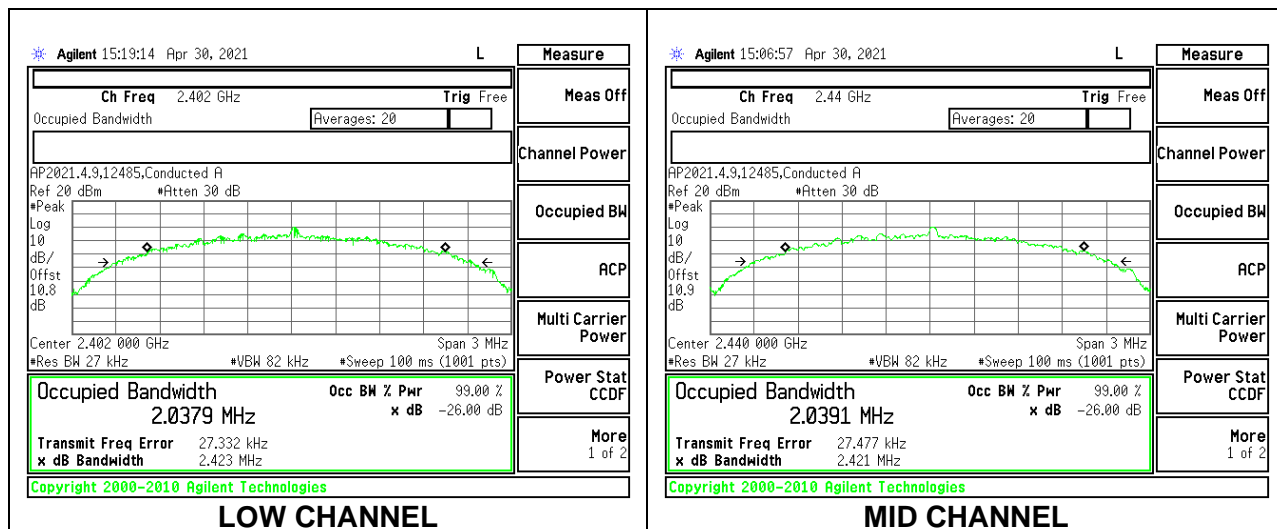 Agilent 15:19:14 Apr 30, 2021 L Measure
Ch Freq 2.402 GHz Trig Free
Occupied Bandwidth Averages: 20
AP2021.4.9,12485,Conducted A
Ref 20 dBm #Atten 30 dB
#Peak
Log
10
dB/
Offst
10.8
dB
Center 2.402 000 GHz Span 3 MHz
#Res BW 27 kHz #VBW 82 kHz #Sweep 100 ms (1001 pts)
Occupied Bandwidth Occ BW % Pwr 99.00 %
2.0379 MHz x dB -26.00 dB
Transmit Freq Error 27.332 kHz
x dB Bandwidth 2.423 MHz
Copyright 2000-2010 Agilent Technologies
Meas Off
Channel Power
Occupied BW
ACP
Multi Carrier
Power
Power Stat
CCDF
More
1 of 2
LOW CHANNEL
Agilent 15:06:57 Apr 30, 2021 L Measure
Ch Freq 2.44 GHz Trig Free
Occupied Bandwidth Averages: 20
AP2021.4.9,12485,Conducted A
Ref 20 dBm #Atten 30 dB
#Peak
Log
10
dB/
Offst
10.9
dB
Center 2.440 000 GHz Span 3 MHz
#Res BW 27 kHz #VBW 82 kHz #Sweep 100 ms (1001 pts)
Occupied Bandwidth Occ BW % Pwr 99.00 %
2.0391 MHz x dB -26.00 dB
Transmit Freq Error 27.477 kHz
x dB Bandwidth 2.421 MHz
Copyright 2000-2010 Agilent Technologies
Meas Off
Channel Power
Occupied BW
ACP
Multi Carrier
Power
Power Stat
CCDF
More
1 of 2
MID CHANNEL